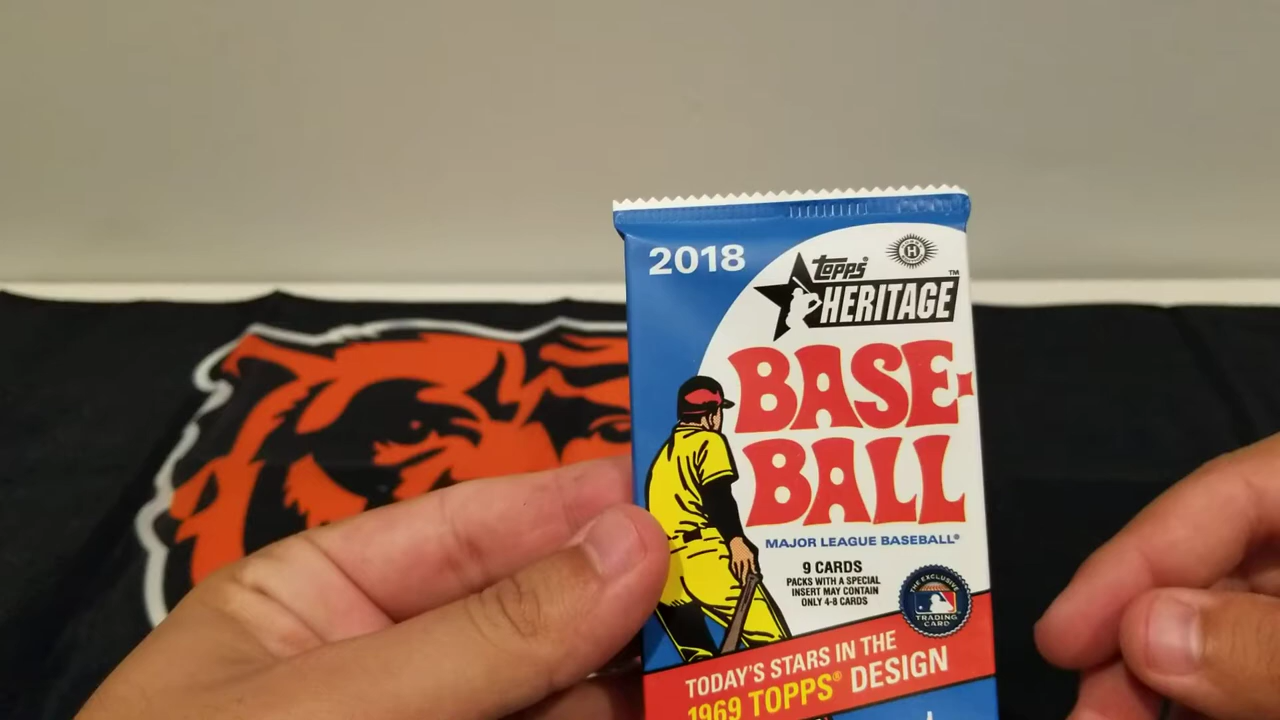 2018
topps®
HERITAGE™
H
BASE-
BALL
MAJOR LEAGUE BASEBALL®
9 CARDS
PACKS WITH A SPECIAL
INSERT MAY CONTAIN
ONLY 4-8 CARDS
THE EXCLUSIVE
TRADING
CARD
TODAY'S STARS IN THE
1969 TOPPS® DESIGN